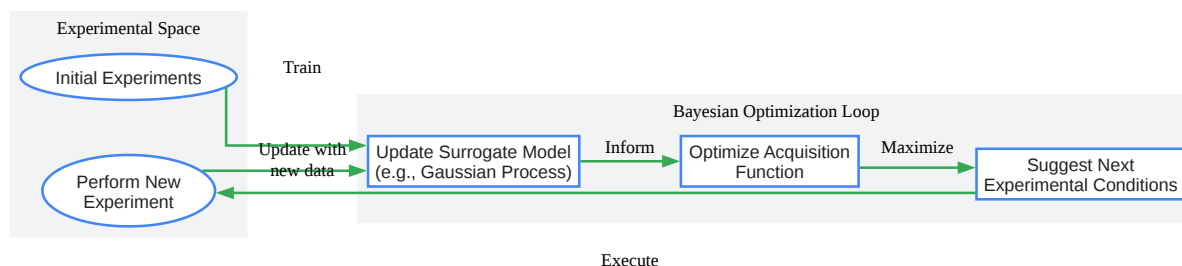 Experimental Space
Initial Experiments
Train
Bayesian Optimization Loop
Update with
new data
Update Surrogate Model
(e.g., Gaussian Process)
Inform
Optimize Acquisition
Function
Maximize
Suggest Next
Experimental Conditions
Perform New
Experiment
Execute